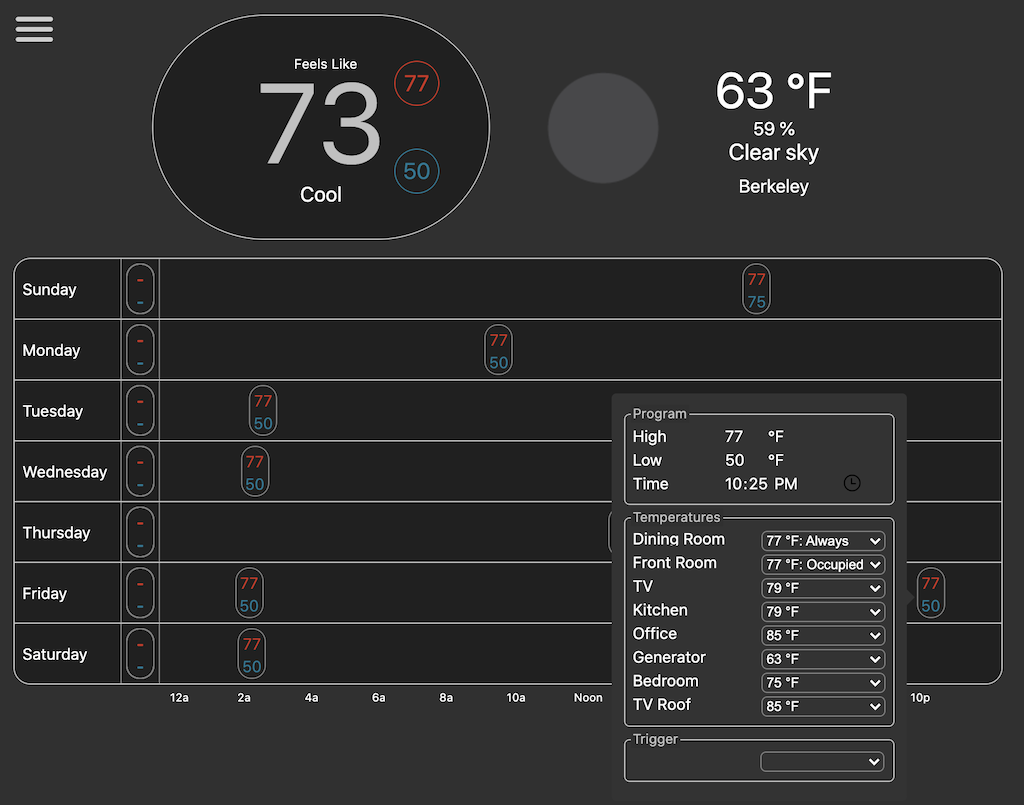 Feels Like
73
77
50
Cool
63 °F
59 %
Clear sky
Berkeley
Sunday - - 77 75
Monday - - 77 50
Tuesday - - 77 50
Wednesday - - 77 50
Thursday - -
Friday - - 77 50 77 50
Saturday - - 77 50
12a 2a 4a 6a 8a 10a Noon 10p
Program
High 77 °F
Low 50 °F
Time 10:25 PM
Temperatures
Dining Room 77 °F: Always
Front Room 77 °F: Occupied
TV 79 °F
Kitchen 79 °F
Office 85 °F
Generator 63 °F
Bedroom 75 °F
TV Roof 85 °F
Trigger